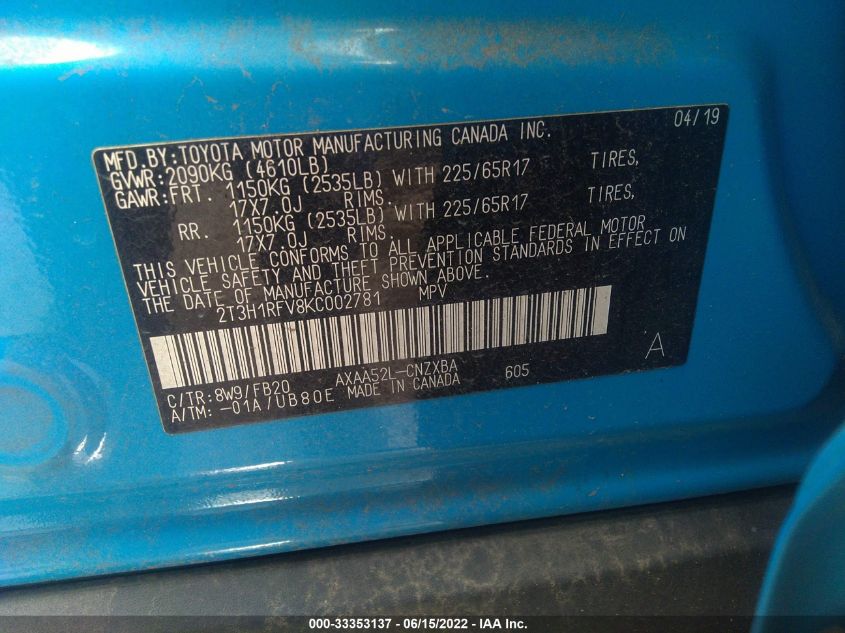 04/19
MFD.BY:TOYOTA MOTOR MANUFACTURING CANADA INC.
GVWR:2090KG (4610LB)
GAWR:FRT. 1150KG (2535LB) WITH 225/65R17 TIRES,
17X7.0J RIMS.
RR. 1150KG (2535LB) WITH 225/65R17 TIRES,
17X7.0J RIMS.
THIS VEHICLE CONFORMS TO ALL APPLICABLE FEDERAL MOTOR
VEHICLE SAFETY AND THEFT PREVENTION STANDARDS IN EFFECT ON
THE DATE OF MANUFACTURE SHOWN ABOVE.
2T3H1RFV8KC002781 MPV
A
C/TR:8W9/FB20 AXAA52L-CNZXBA 605
A/TM:-01A/UB80E MADE IN CANADA
000-33353137 - 06/15/2022 - IAA Inc.